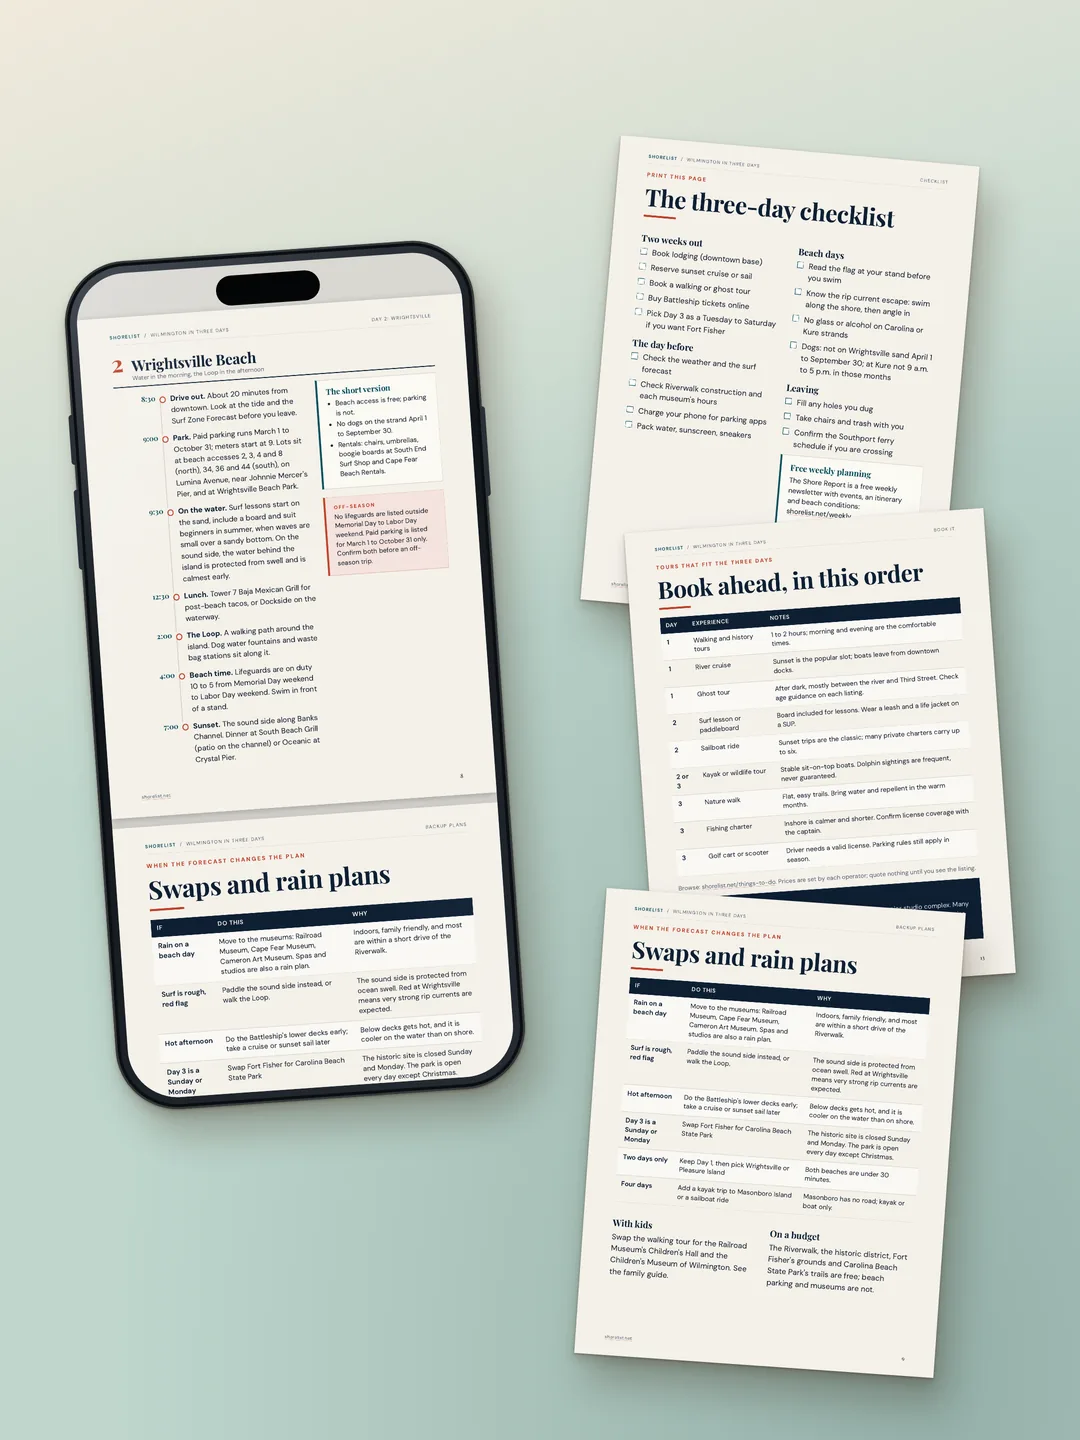 SHORELIST / WILMINGTON IN THREE DAYS
DAY 2: WRIGHTSVILLE
2 Wrightsville Beach
Water in the morning, the Loop in the afternoon
8:30 Drive out. About 20 minutes from
downtown. Look at the tide and the
Surf Zone Forecast before you leave.
9:00 Park. Paid parking runs March 1 to
October 31; meters start at 9. Lots sit
at beach accesses 2, 3, 4 and 8
(north), 34, 36 and 44 (south), on
Lumina Avenue, near Johnnie Mercer's
Pier, and at Wrightsville Beach Park.
9:30 On the water. Surf lessons start on
the sand, include a board and suit
beginners in summer, when waves are
small over a sandy bottom. On the
sound side, the water behind the
island is protected from swell and is
calmest early.
12:30 Lunch. Tower 7 Baja Mexican Grill for
post-beach tacos, or Dockside on the
waterway.
2:00 The Loop. A walking path around the
island. Dog water fountains and waste
bag stations sit along it.
4:00 Beach time. Lifeguards are on duty
10 to 5 from Memorial Day weekend
to Labor Day weekend. Swim in front
of a stand.
7:00 Sunset. The sound side along Banks
Channel. Dinner at South Beach Grill
(patio on the channel) or Oceanic at
Crystal Pier.
The short version
Beach access is free; parking
is not.
No dogs on the strand April 1
to September 30.
Rentals: chairs, umbrellas,
boogie boards at South End
Surf Shop and Cape Fear
Beach Rentals.
OFF-SEASON
No lifeguards are listed outside
Memorial Day to Labor Day
weekend. Paid parking is listed
for March 1 to October 31 only.
Confirm both before an off-
season trip.
shorelist.net
8
SHORELIST / WILMINGTON IN THREE DAYS
BACKUP PLANS
WHEN THE FORECAST CHANGES THE PLAN
Swaps and rain plans
IF DO THIS WHY
Rain on a
beach day
Move to the museums: Railroad
Museum, Cape Fear Museum,
Cameron Art Museum. Spas and
studios are also a rain plan.
Indoors, family friendly, and most
are within a short drive of the
Riverwalk.
Surf is rough,
red flag
Paddle the sound side instead, or
walk the Loop.
The sound side is protected from
ocean swell. Red at Wrightsville
means very strong rip currents are
expected.
Hot afternoon
Do the Battleship's lower decks early;
take a cruise or sunset sail later
Below decks gets hot, and it is
cooler on the water than on shore.
Day 3 is a
Sunday or
Monday
Swap Fort Fisher for Carolina Beach
State Park
The historic site is closed Sunday
and Monday. The park is open
every day except Christmas.
SHORELIST / WILMINGTON IN THREE DAYS
CHECKLIST
PRINT THIS PAGE
The three-day checklist
Two weeks out
Book lodging (downtown base)
Reserve sunset cruise or sail
Book a walking or ghost tour
Buy Battleship tickets online
Pick Day 3 as a Tuesday to Saturday
if you want Fort Fisher
The day before
Check the weather and the surf
forecast
Check Riverwalk construction and
each museum's hours
Charge your phone for parking apps
Pack water, sunscreen, sneakers
Beach days
Read the flag at your stand before
you swim
Know the rip current escape: swim
along the shore, then angle in
No glass or alcohol on Carolina or
Kure strands
Dogs: not on Wrightsville sand April 1
to September 30; at Kure not 9 a.m.
to 5 p.m. in those months
Leaving
Fill any holes you dug
Take chairs and trash with you
Confirm the Southport ferry
schedule if you are crossing
Free weekly planning
The Shore Report is a free weekly
newsletter with events, an itinerary
and beach conditions:
shorelist.net/weekly
SHORELIST / WILMINGTON IN THREE DAYS
BOOK IT
TOURS THAT FIT THE THREE DAYS
Book ahead, in this order
DAY EXPERIENCE NOTES
1 Walking and history
tours
1 to 2 hours; morning and evening are the comfortable
times.
1 River cruise
Sunset is the popular slot; boats leave from downtown
docks.
1 Ghost tour
After dark, mostly between the river and Third Street. Check
age guidance on each listing.
2 Surf lesson or
paddleboard
Board included for lessons. Wear a leash and a life jacket on
a SUP.
2 Sailboat ride
Sunset trips are the classic; many private charters carry up
to six.
2 or
3
Kayak or wildlife tour
Stable sit-on-top boats. Dolphin sightings are frequent,
never guaranteed.
3 Nature walk
Flat, easy trails. Bring water and repellent in the warm
months.
3 Fishing charter
Inshore is calmer and shorter. Confirm license coverage with
the captain.
3 Golf cart or scooter
Driver needs a valid license. Parking rules still apply in
season.
Browse: shorelist.net/things-to-do. Prices are set by each operator; quote nothing until you see the listing.
studio complex. Many
SHORELIST / WILMINGTON IN THREE DAYS
BACKUP PLANS
WHEN THE FORECAST CHANGES THE PLAN
Swaps and rain plans
IF DO THIS WHY
Rain on a
beach day
Move to the museums: Railroad
Museum, Cape Fear Museum,
Cameron Art Museum. Spas and
studios are also a rain plan.
Indoors, family friendly, and most
are within a short drive of the
Riverwalk.
Surf is rough,
red flag
Paddle the sound side instead, or
walk the Loop.
The sound side is protected from
ocean swell. Red at Wrightsville
means very strong rip currents are
expected.
Hot afternoon
Do the Battleship's lower decks early;
take a cruise or sunset sail later
Below decks gets hot, and it is
cooler on the water than on shore.
Day 3 is a
Sunday or
Monday
Swap Fort Fisher for Carolina Beach
State Park
The historic site is closed Sunday
and Monday. The park is open
every day except Christmas.
Two days only
Keep Day 1, then pick Wrightsville or
Pleasure Island
Both beaches are under 30
minutes.
Four days
Add a kayak trip to Masonboro Island
or a sailboat ride
Masonboro has no road; kayak or
boat only.
With kids
Swap the walking tour for the Railroad
Museum's Children's Hall and the
Children's Museum of Wilmington. See
the family guide.
On a budget
The Riverwalk, the historic district, Fort
Fisher's grounds and Carolina Beach
State Park's trails are free; beach
parking and museums are not.
shorelist.net
9